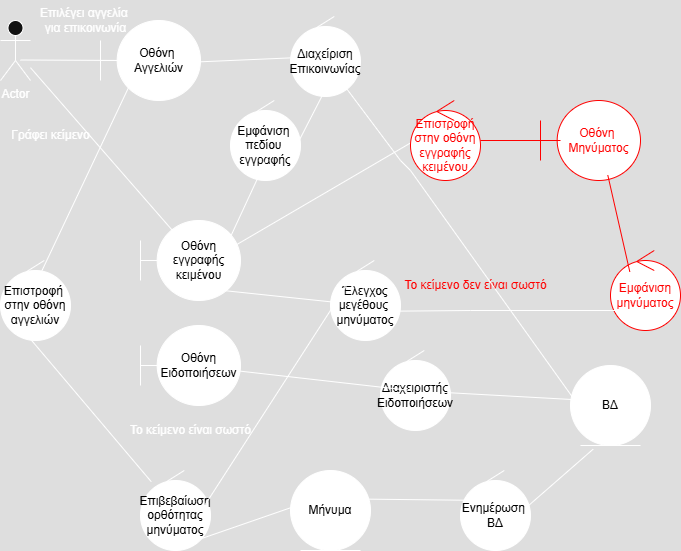 Επιλέγει αγγελία
για επικοινωνία
Οθόνη
Αγγελιών
Διαχείριση
Επικοινωνίας
Actor
Γράφει κείμενο
Εμφάνιση
πεδίου
εγγραφής
Επιστροφή
στην οθόνη
εγγραφής
κειμένου
Οθόνη
Μηνύματος
Οθόνη
εγγραφής
κειμένου
Επιστροφή
στην οθόνη
αγγελιών
Έλεγχος
μεγέθους
μηνύματος
Το κείμενο δεν είναι σωστό
Εμφάνιση
μηνύματος
Οθόνη
Ειδοποιήσεων
Διαχειριστής
Ειδοποιήσεων
ΒΔ
Το κείμενο είναι σωστό
Επιβεβαίωση
ορθότητας
μηνύματος
Μήνυμα
Ενημέρωση
ΒΔ